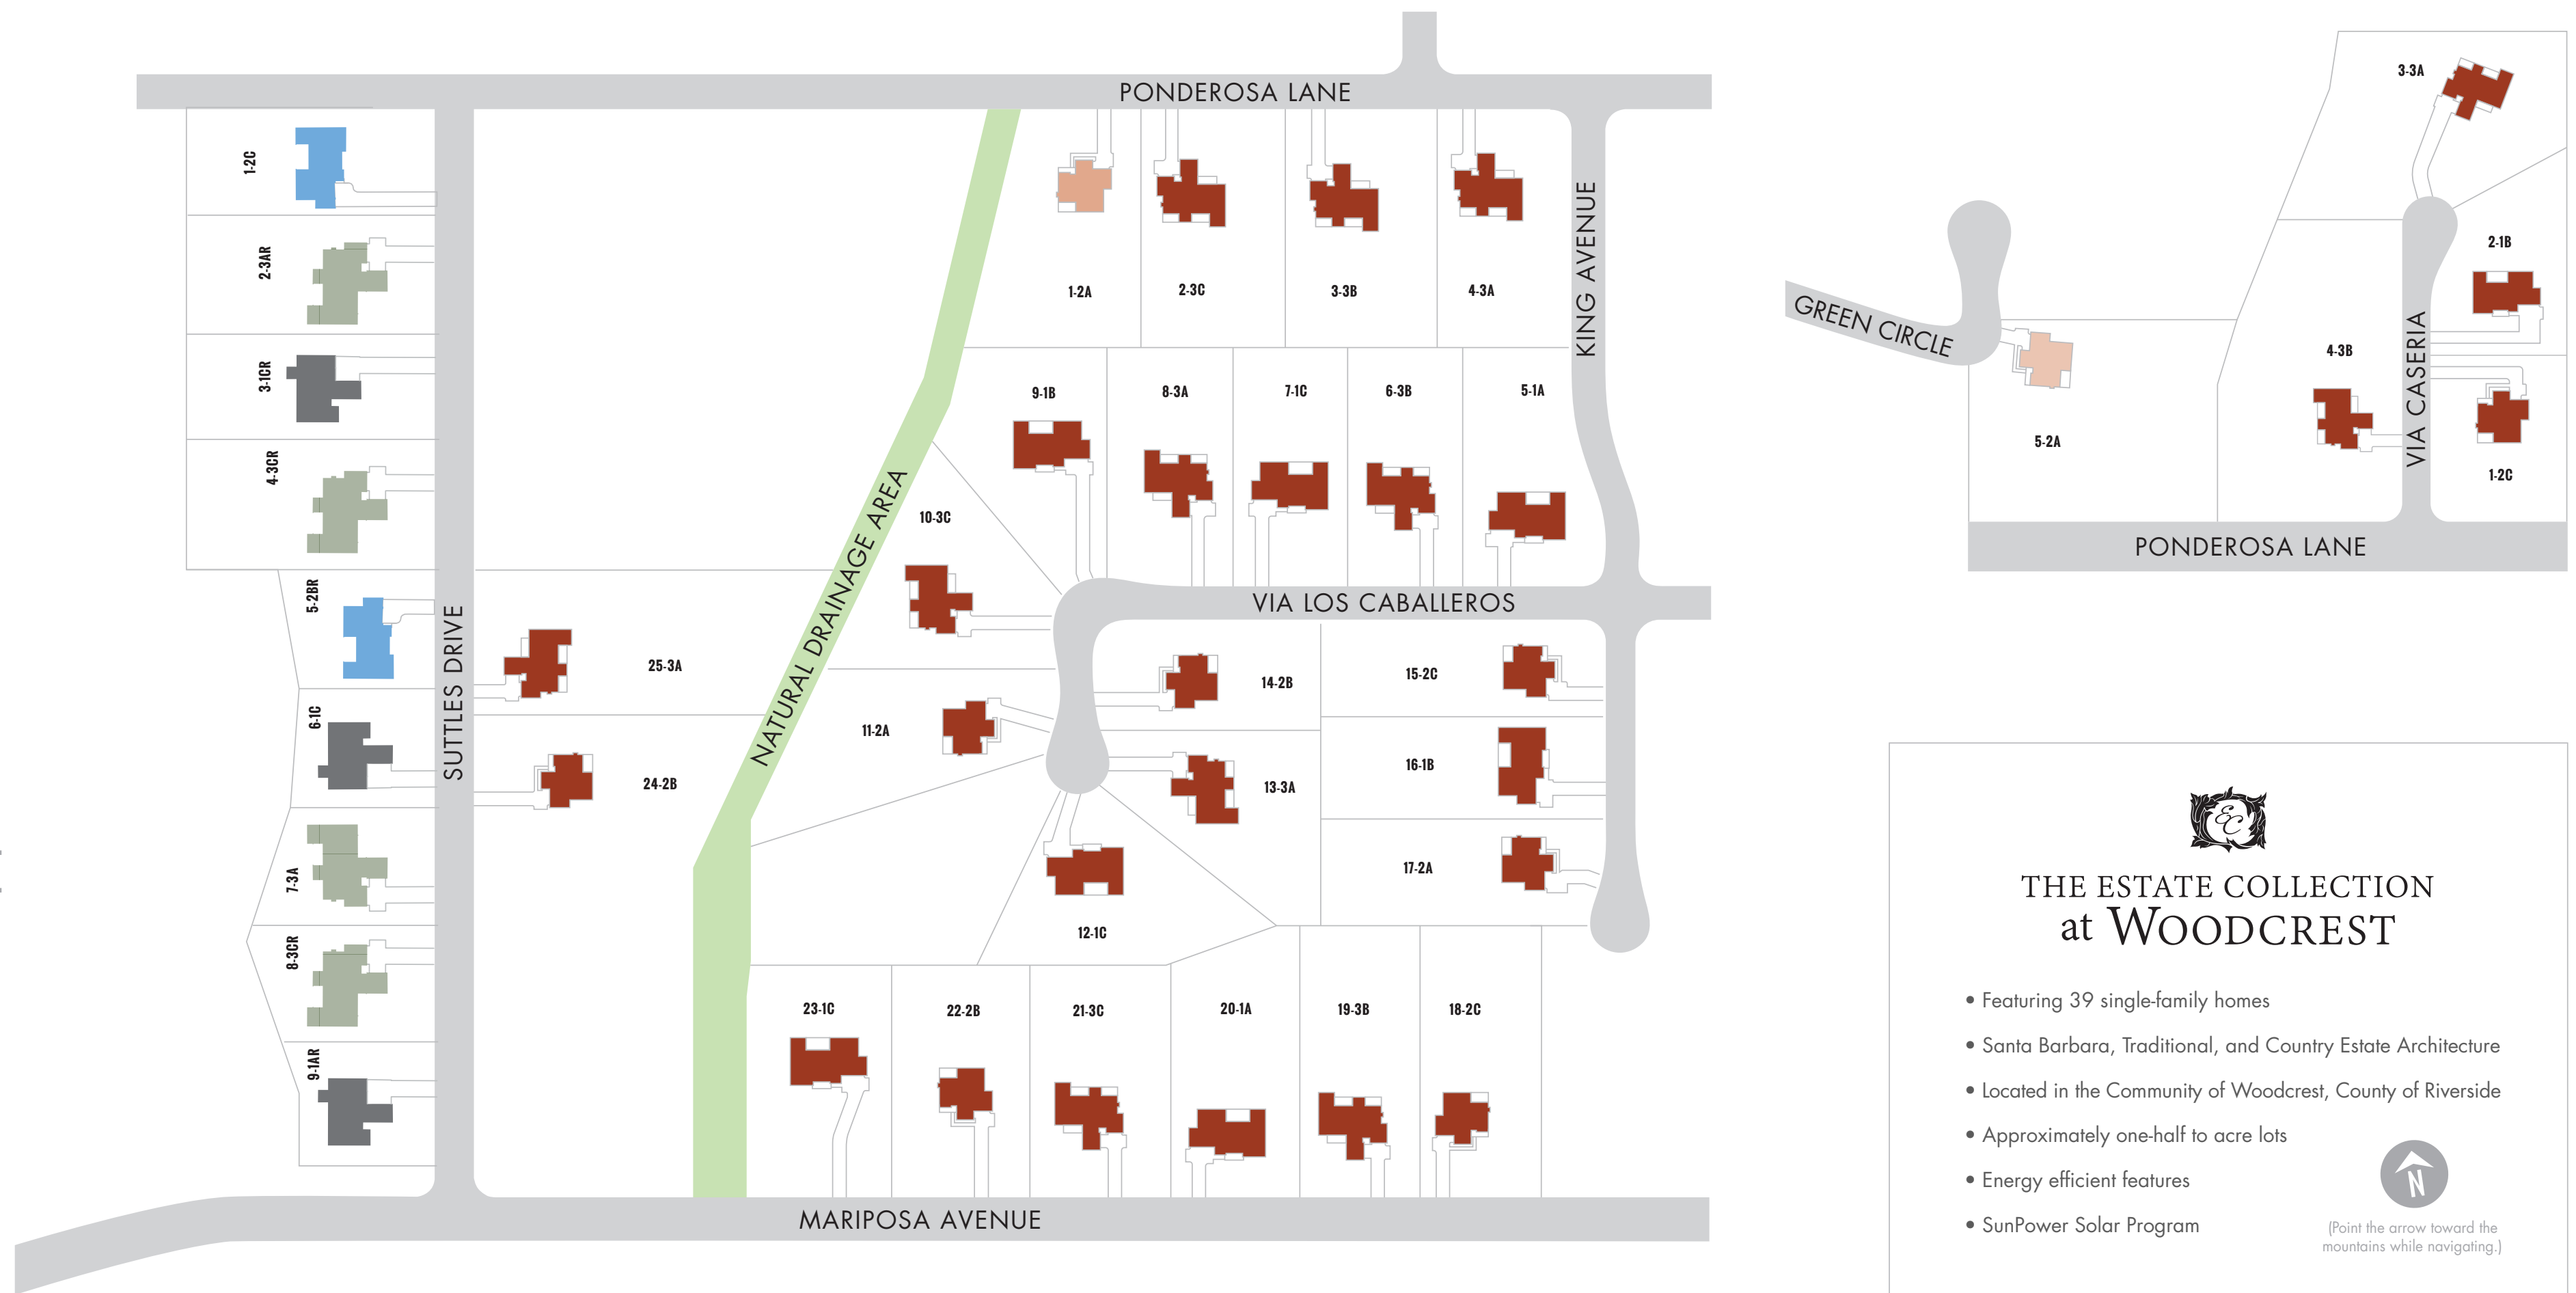 PONDEROSA LANE
1-2C
2-3AR
3-1CR
4-3CR
5-2BR
6-1C
7-3A
8-3CR
9-1AR
SUTTLES DRIVE
25-3A
24-2B
NATURAL DRAINAGE AREA
1-2A
2-3C
3-3B
4-3A
KING AVENUE
9-1B
8-3A
7-1C
6-3B
5-1A
10-3C
VIA LOS CABALLEROS
11-2A
14-2B
15-2C
13-3A
16-1B
17-2A
12-1C
23-1C
22-2B
21-3C
20-1A
19-3B
18-2C
MARIPOSA AVENUE
3-3A
2-1B
GREEN CIRCLE
4-3B
VIA CASERIA
5-2A
1-2C
PONDEROSA LANE
EC
THE ESTATE COLLECTION
at WOODCREST
• Featuring 39 single-family homes
• Santa Barbara, Traditional, and Country Estate Architecture
• Located in the Community of Woodcrest, County of Riverside
• Approximately one-half to acre lots
• Energy efficient features
• SunPower Solar Program
N
(Point the arrow toward the
mountains while navigating.)